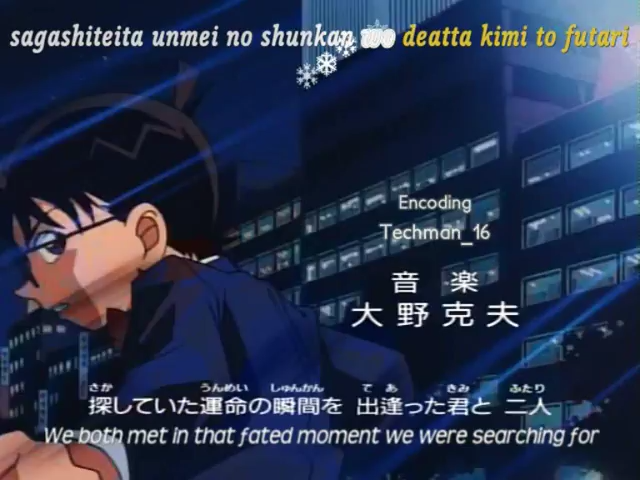 sagashiteita unmei no shunkan wo deatta kimi to futari
Encoding
Techman_16
音 楽
大野克夫
さか うんめい しゅんかん で あ きみ ふたり
探していた運命の瞬間を 出逢った君と 二人
We both met in that fated moment we were searching for